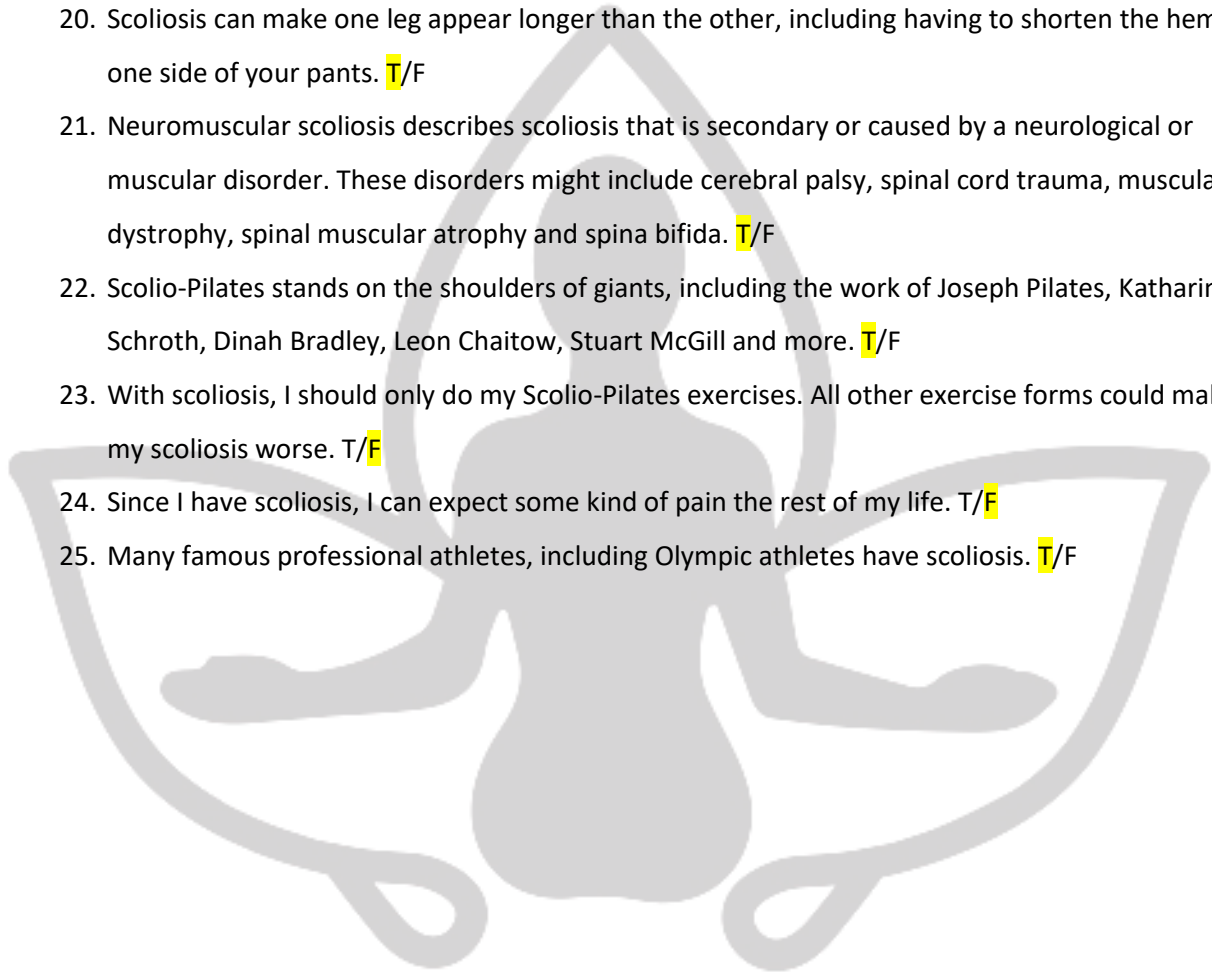 20. Scoliosis can make one leg appear longer than the other, including having to shorten the hem
one side of your pants. T/F
21. Neuromuscular scoliosis describes scoliosis that is secondary or caused by a neurological or
muscular disorder. These disorders might include cerebral palsy, spinal cord trauma,
dystrophy, spinal muscular atrophy and spina bifida. T/F
22. Scolio-Pilates stands on the shoulders of giants, including the work of Joseph Pilates,
Schroth, Dinah Bradley, Leon Chaitow, Stuart McGill and more. T/F
23. With scoliosis, I should only do my Scolio-Pilates exercises. All other exercise forms could
my scoliosis worse. T/F
24. Since I have scoliosis, I can expect some kind of pain the rest of my life. T/F
25. Many famous professional athletes, including Olympic athletes have scoliosis. T/F